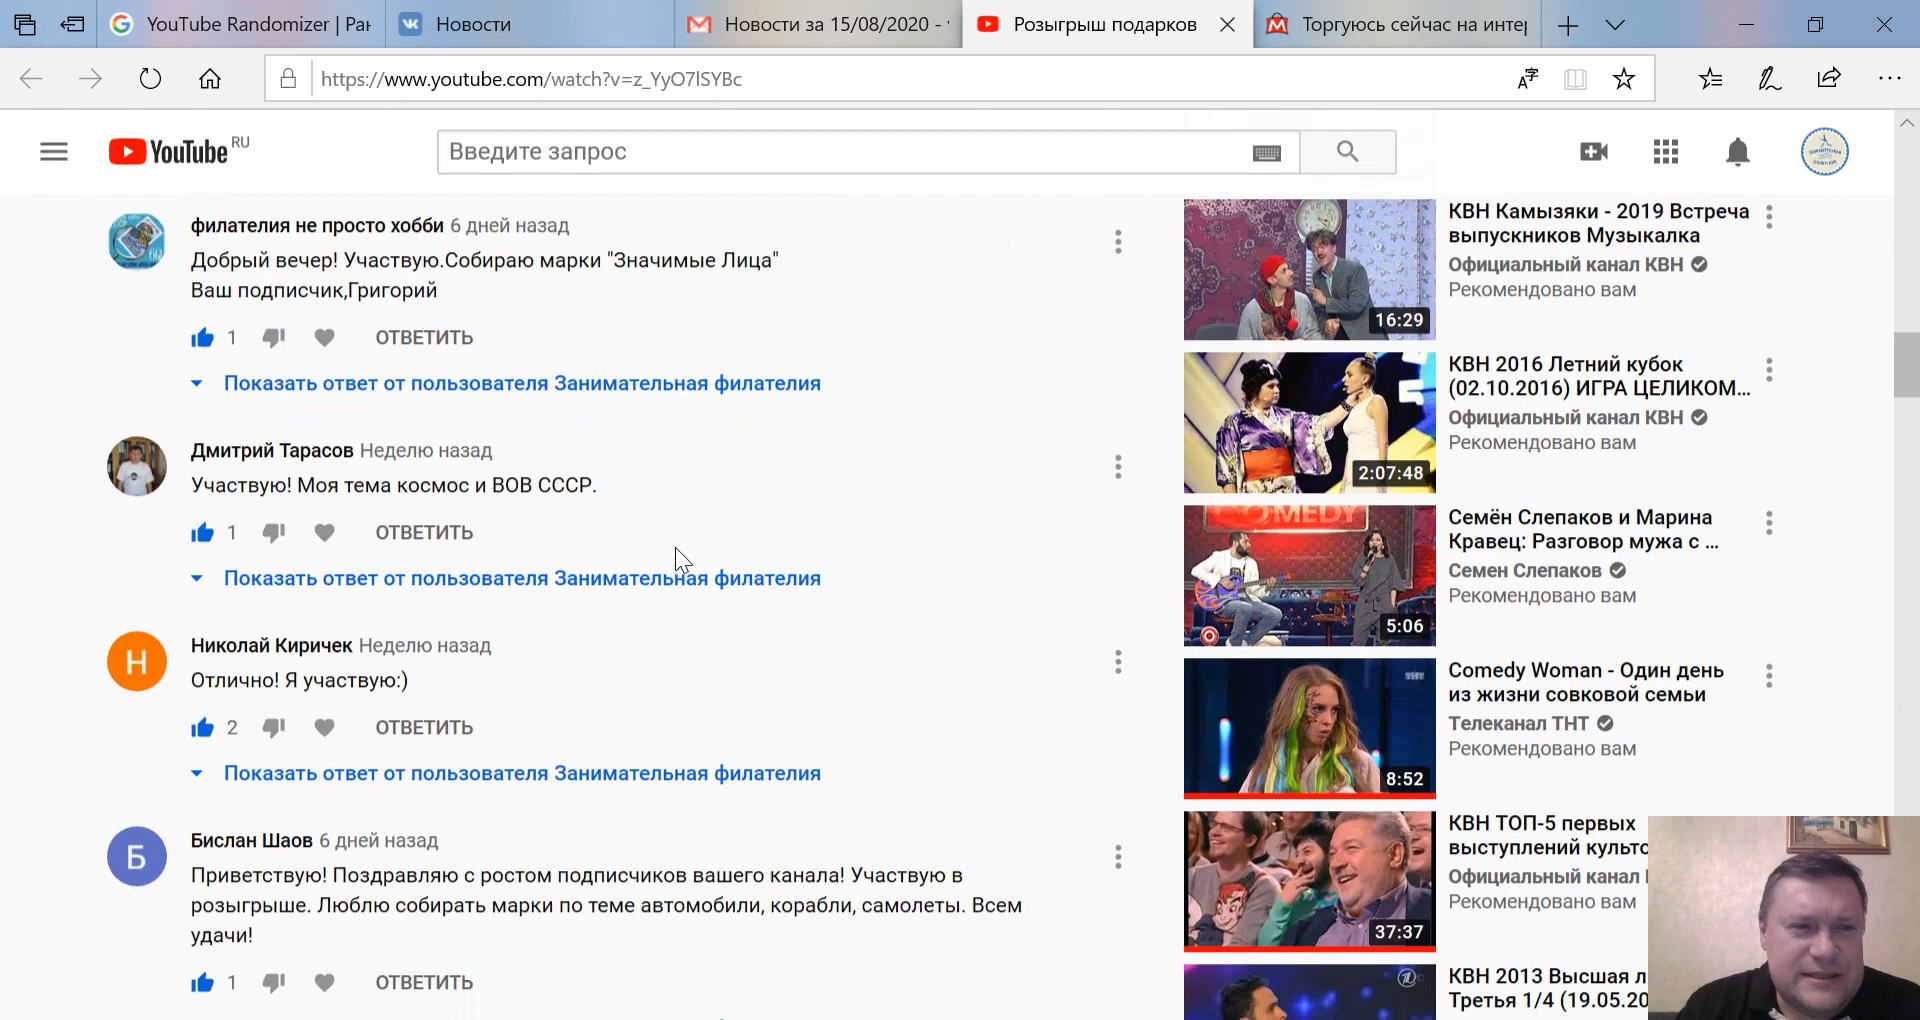 YouTube Randomizer | Ран
Новости
Новости за 15/08/2020 -
Розыгрыш подарков
Торгуюсь сейчас на интер
https://www.youtube.com/watch?v=z_YyO7lSYBc
YouTube RU
Введите запрос
филателия не просто хобби 6 дней назад
Добрый вечер! Участвую.Собираю марки "Значимые Лица"
Ваш подписчик,Григорий
1 ОТВЕТИТЬ
Показать ответ от пользователя Занимательная филателия
Дмитрий Тарасов Неделю назад
Участвую! Моя тема космос и ВОВ СССР.
1 ОТВЕТИТЬ
Показать ответ от пользователя Занимательная филателия
Н
Николай Киричек Неделю назад
Отлично! Я участвую:)
2 ОТВЕТИТЬ
Показать ответ от пользователя Занимательная филателия
Б
Бислан Шаов 6 дней назад
Приветствую! Поздравляю с ростом подписчиков вашего канала! Участвую в
розыгрыше. Люблю собирать марки по теме автомобили, корабли, самолеты. Всем
удачи!
1 ОТВЕТИТЬ
16:29
КВН Камызяки - 2019 Встреча
выпускников Музыкалка
Официальный канал КВН
Рекомендовано вам
2:07:48
КВН 2016 Летний кубок
(02.10.2016) ИГРА ЦЕЛИКОМ...
Официальный канал КВН
Рекомендовано вам
COMEDY
5:06
Семён Слепаков и Марина
Кравец: Разговор мужа с ...
Семен Слепаков
Рекомендовано вам
8:52
Comedy Woman - Один день
из жизни совковой семьи
Телеканал ТНТ
Рекомендовано вам
37:37
КВН ТОП-5 первых
выступлений культо
Официальный канал
Рекомендовано вам
КВН 2013 Высшая л
Третья 1/4 (19.05.20